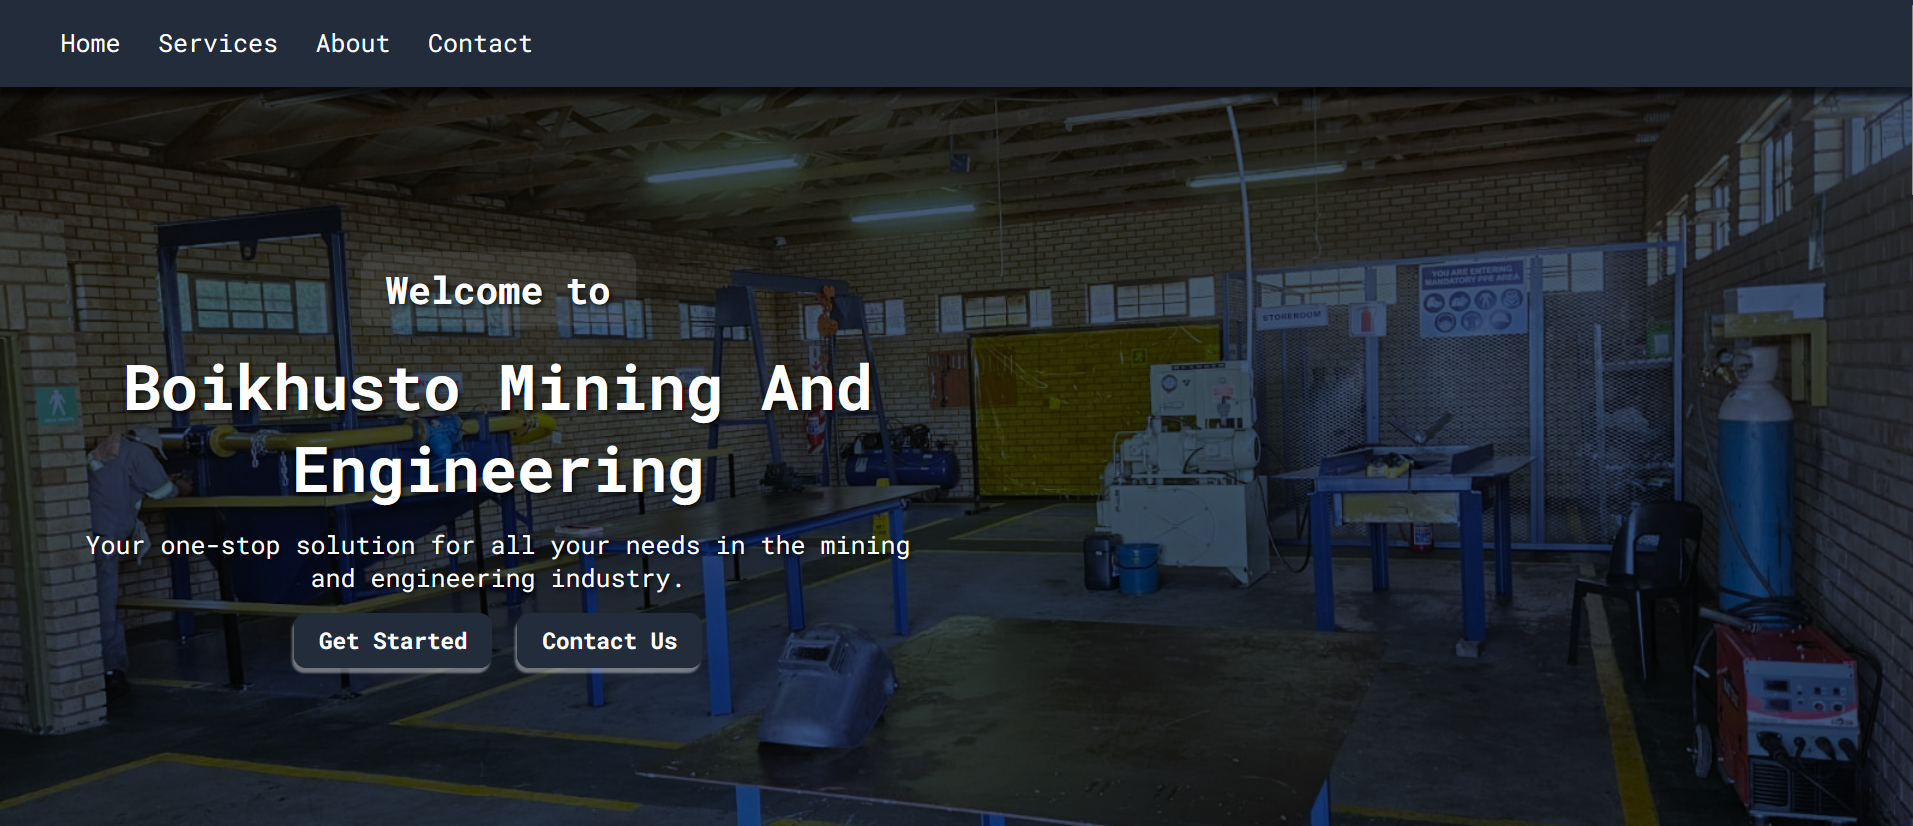 Home Services About Contact
Welcome to
Boikhusto Mining And
Engineering
Your one-stop solution for all your needs in the mining
and engineering industry.
Get Started Contact Us
YOU ARE ENTERING
MANDATORY PPE AREA
STOREROOM